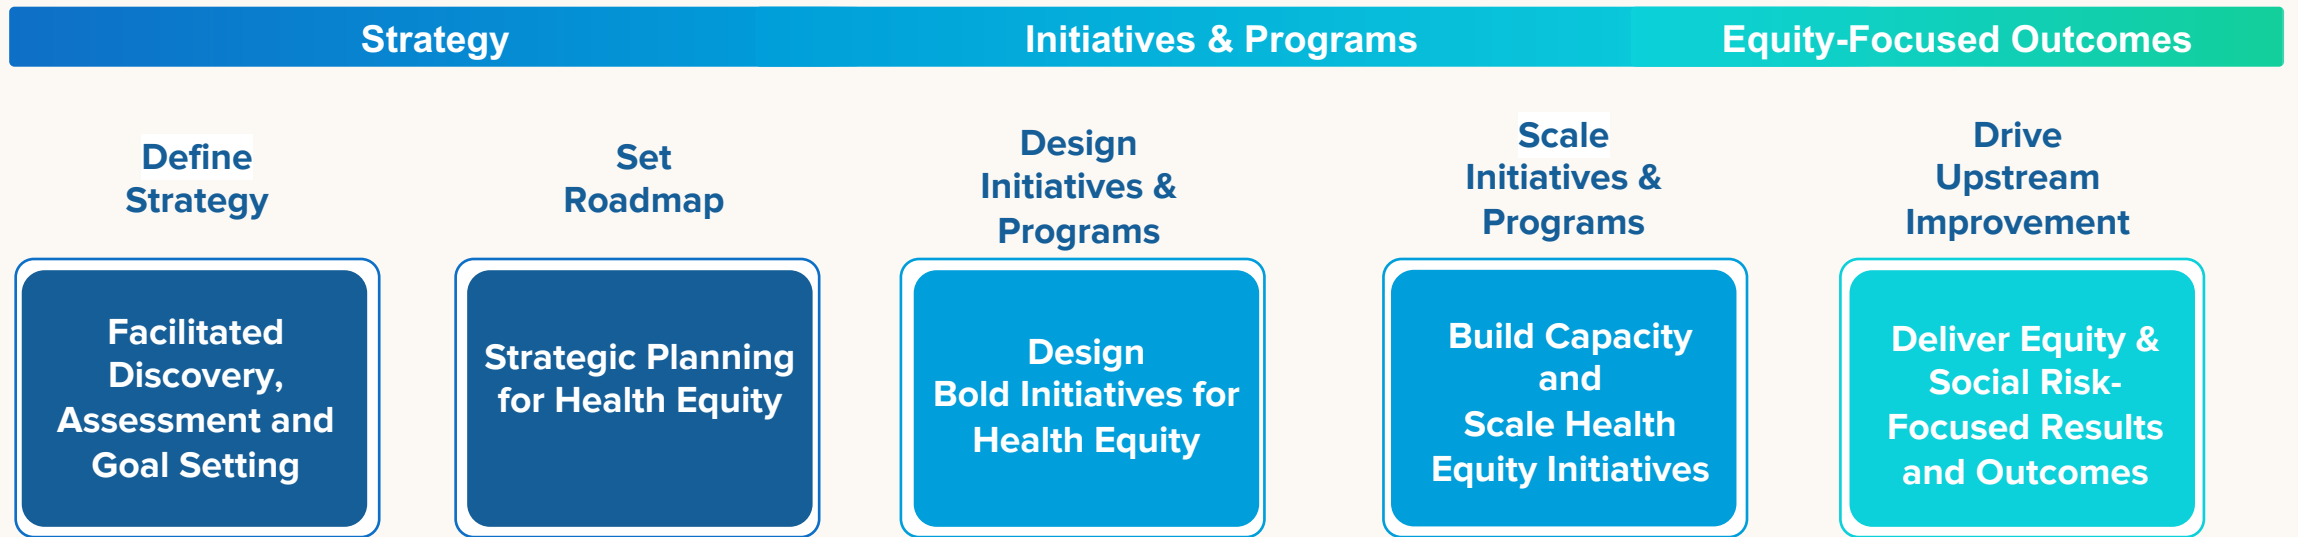 Strategy
Initiatives & Programs
Equity-Focused Outcomes
Define
Strategy
Set
Roadmap
Design
Initiatives &
Programs
Scale
Initiatives &
Programs
Drive
Upstream
Improvement
Facilitated
Discovery,
Assessment and
Goal Setting
Strategic Planning
for Health Equity
Design
Bold Initiatives for
Health Equity
Build Capacity
and
Scale Health
Equity Initiatives
Deliver Equity &
Social Risk-
Focused Results
and Outcomes